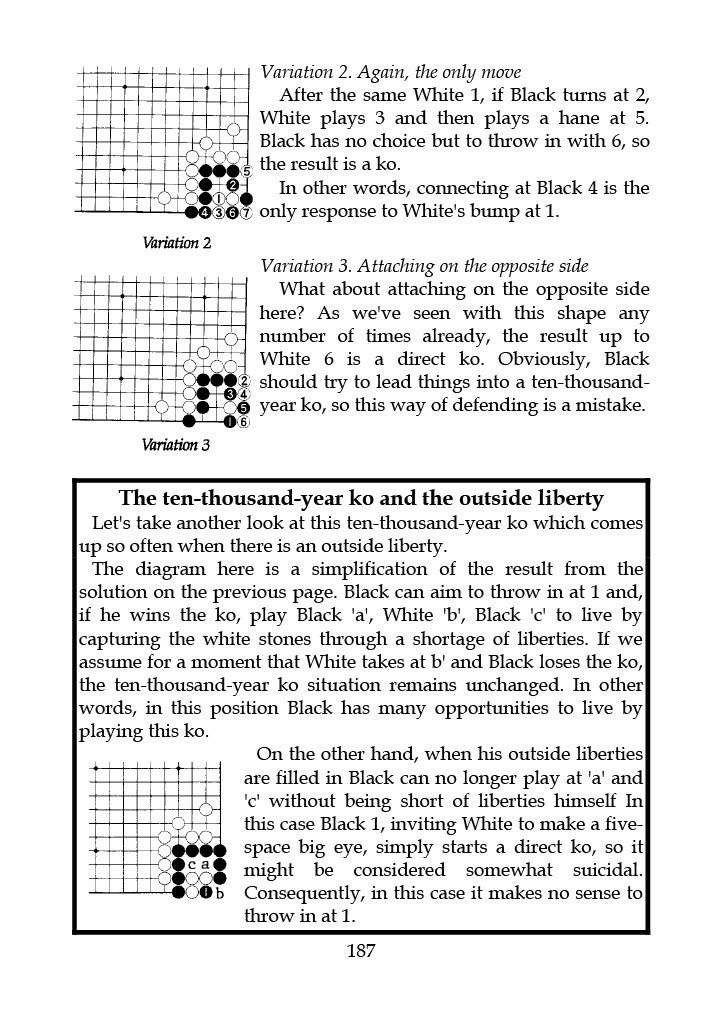 Variation 2. Again, the only move
After the same White 1, if Black turns at 2,
White plays 3 and then plays a hane at 5.
Black has no choice but to throw in with 6, so
the result is a ko.
In other words, connecting at Black 4 is the
only response to White's bump at 1.
5
2
1
4 3 6 7
Variation 2
Variation 3. Attaching on the opposite side
What about attaching on the opposite side
here? As we've seen with this shape any
number of times already, the result up to
White 6 is a direct ko. Obviously, Black
should try to lead things into a ten-thousand-
year ko, so this way of defending is a mistake.
2
3 4
5
1 6
Variation 3
The ten-thousand-year ko and the outside liberty
Let's take another look at this ten-thousand-year ko which comes
up so often when there is an outside liberty.
The diagram here is a simplification of the result from the
solution on the previous page. Black can aim to throw in at 1 and,
if he wins the ko, play Black 'a', White 'b', Black 'c' to live by
capturing the white stones through a shortage of liberties. If we
assume for a moment that White takes at b' and Black loses the ko,
the ten-thousand-year ko situation remains unchanged. In other
words, in this position Black has many opportunities to live by
playing this ko.
On the other hand, when his outside liberties
are filled in Black can no longer play at 'a' and
'c' without being short of liberties himself In
this case Black 1, inviting White to make a five-
space big eye, simply starts a direct ko, so it
might be considered somewhat suicidal.
Consequently, in this case it makes no sense to
throw in at 1.
c a
1 b
187